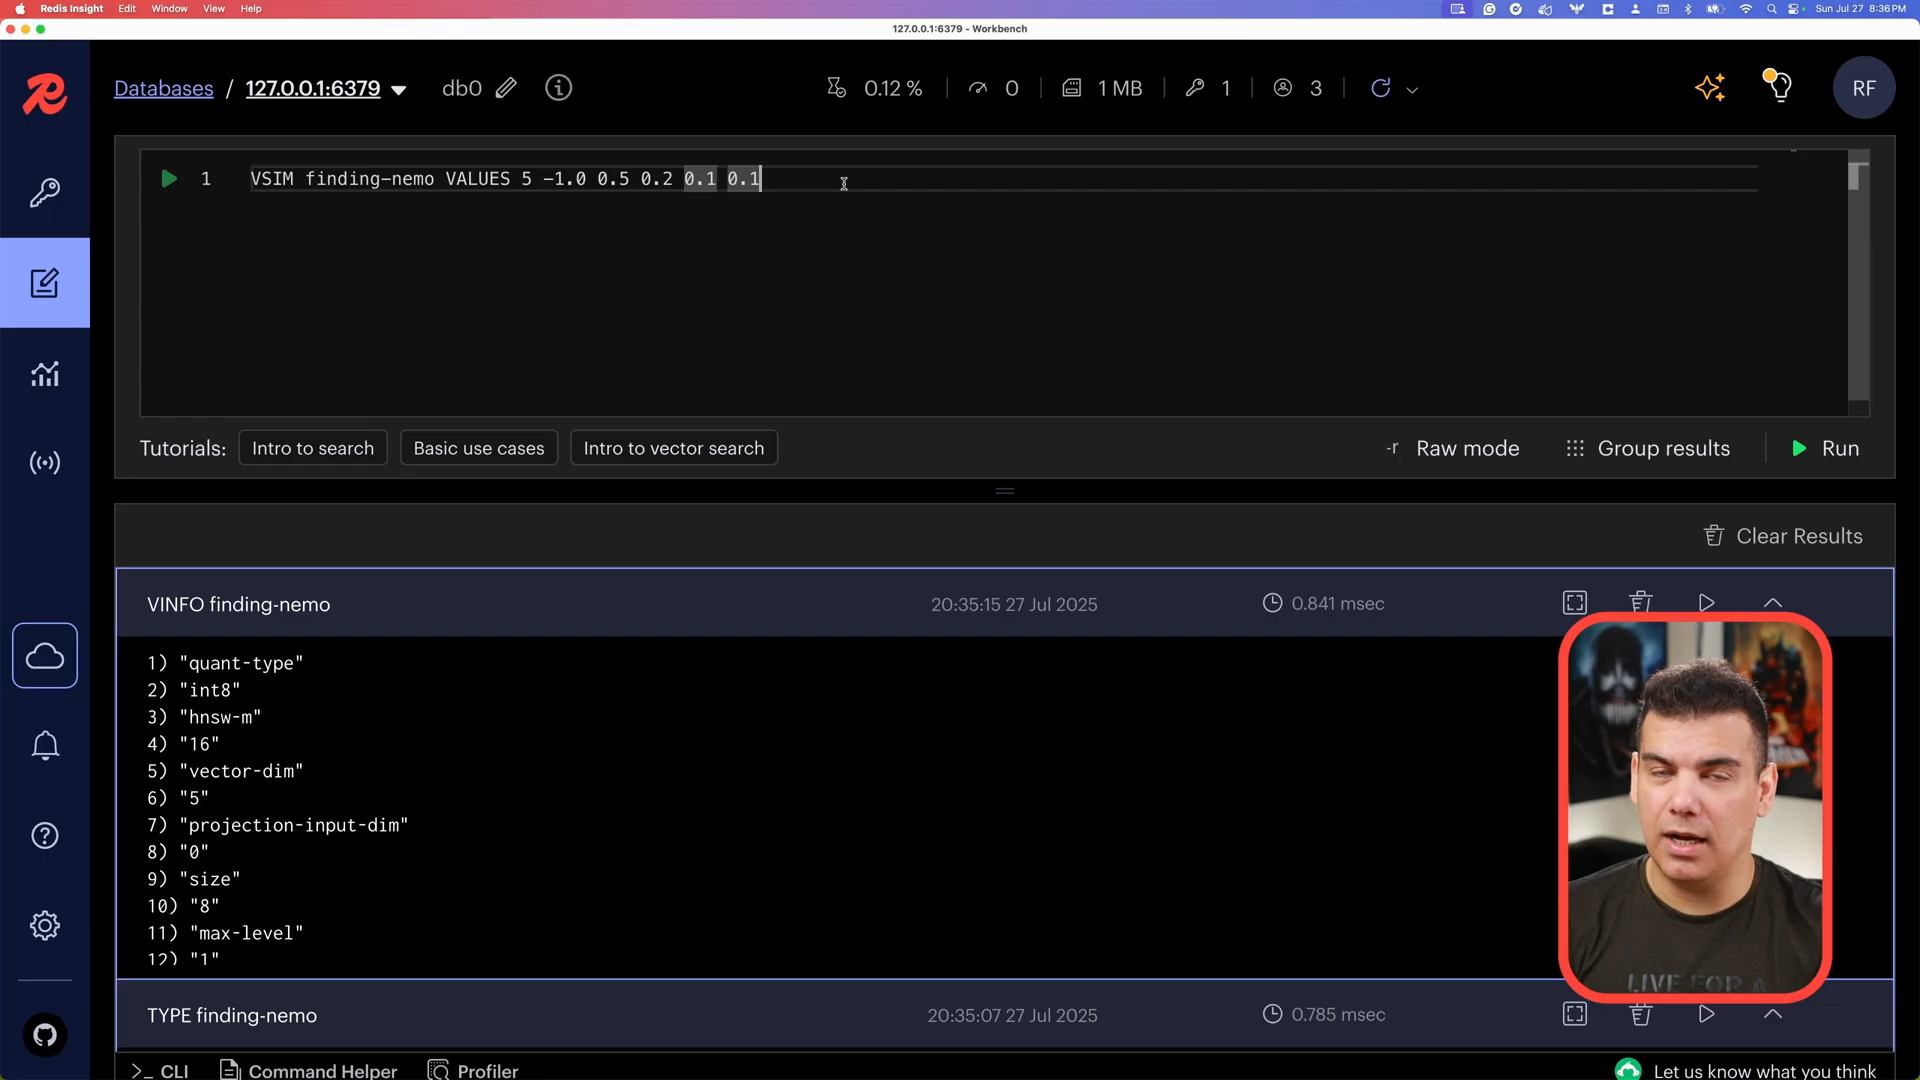 Redis Insight Edit Window View Help Sun Jul 27 8:36 PM
127.0.0.1:6379 - Workbench
Databases / 127.0.0.1:6379 db0 0.12 % 0 1 MB 1 3 RF
1 VSIM finding-nemo VALUES 5 -1.0 0.5 0.2 0.1 0.1
Tutorials: Intro to search Basic use cases Intro to vector search -r Raw mode Group results Run
Clear Results
VINFO finding-nemo 20:35:15 27 Jul 2025 0.841 msec
1) "quant-type"
2) "int8"
3) "hnsw-m"
4) "16"
5) "vector-dim"
6) "5"
7) "projection-input-dim"
8) "0"
9) "size"
10) "8"
11) "max-level"
12) "1"
LIVE FOR A
TYPE finding-nemo 20:35:07 27 Jul 2025 0.785 msec
>_ CLI Command Helper Profiler Let us know what you think